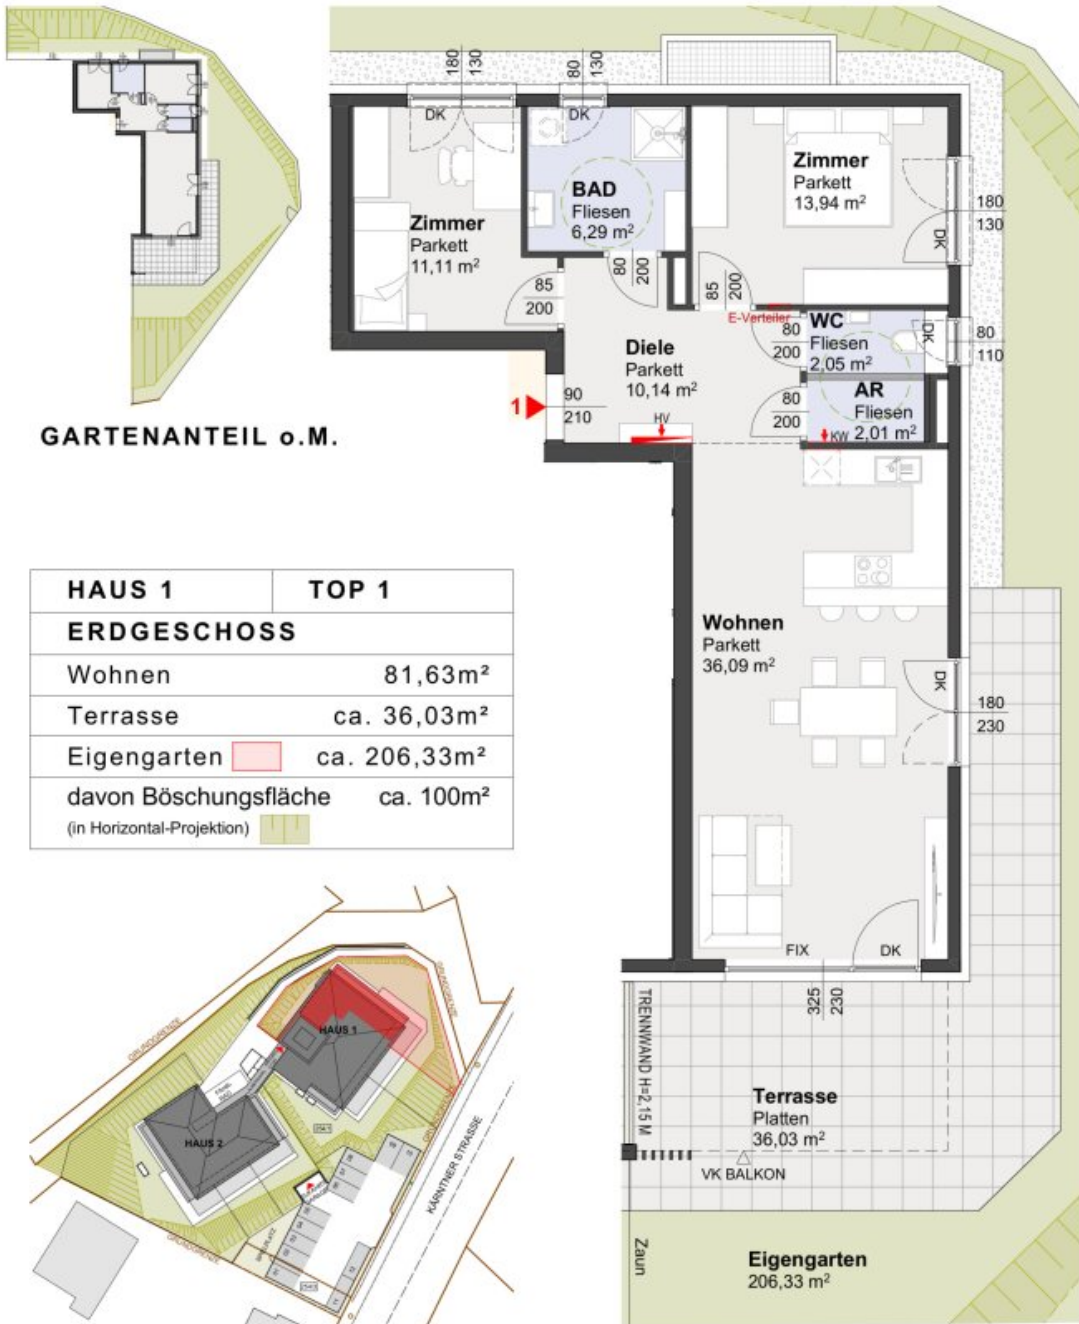 GARTENANTEIL o.M.
180
130
DK
80
130
DK
Zimmer
Parkett
11,11 m²
BAD
Fliesen
6,29 m²
Zimmer
Parkett
13,94 m²
180
130
DK
85
200
80
200
85
200
E-Verteiler
80
200
WC
Fliesen
2,05 m²
DK
80
110
Diele
Parkett
10,14 m²
1
90
210
HV
80
200
AR
Fliesen
2,01 m²
KW
HAUS 1 TOP 1
ERDGESCHOSS
Wohnen 81,63m²
Terrasse ca. 36,03m²
Eigengarten ca. 206,33m²
davon Böschungsfläche ca. 100m²
(in Horizontal-Projektion)
Wohnen
Parkett
36,09 m²
DK
180
230
FIX
DK
325
230
TRENNWAND H=2,15 M
Terrasse
Platten
36,03 m²
VK BALKON
Zaun
Eigengarten
206,33 m²
GRUNDGRENZE
GRUNDGRENZE
HAUS 1
HAUS 2
GRUNDGRENZE
KÄRNTNER STRASSE
GRUNDGRENZE